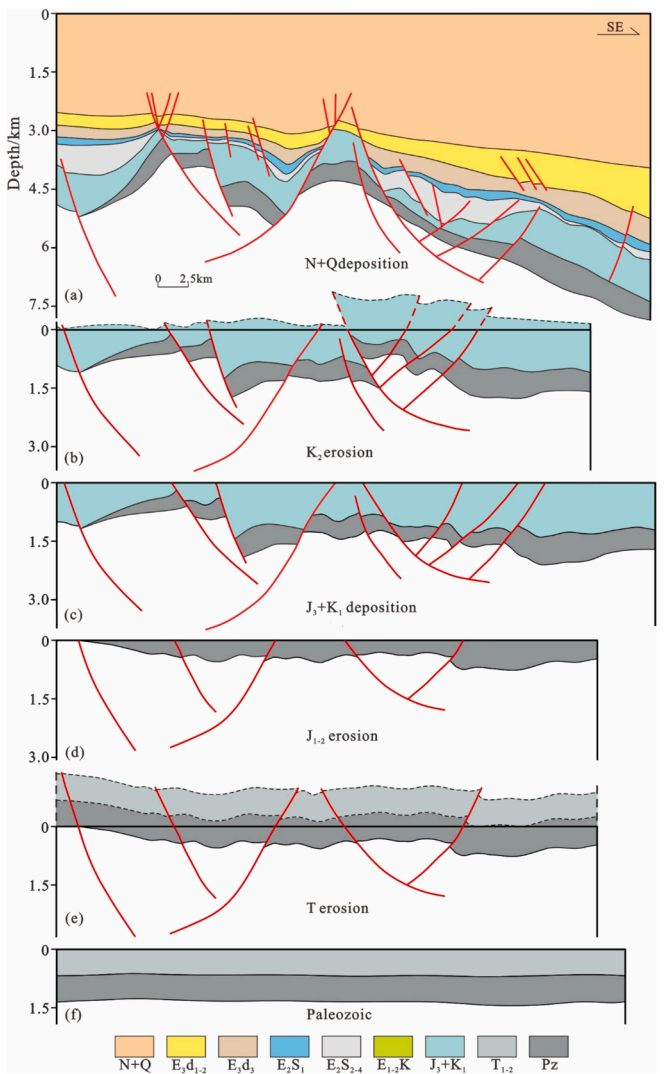 0
SE
1.5
3.0
Depth/km
4.5
6
N+Qdeposition
0 2.5km
7.5
(a)
0
1.5
3.0
K2 erosion
(b)
0
1.5
3.0
J3+K1 deposition
(c)
0
1.5
J1-2 erosion
3.0
(d)
0
1.5
T erosion
(e)
0
1.5
Paleozoic
(f)
N+Q E3d1-2 E3d3 E2S1 E2S2-4 E1-2K J3+K1 T1-2 Pz